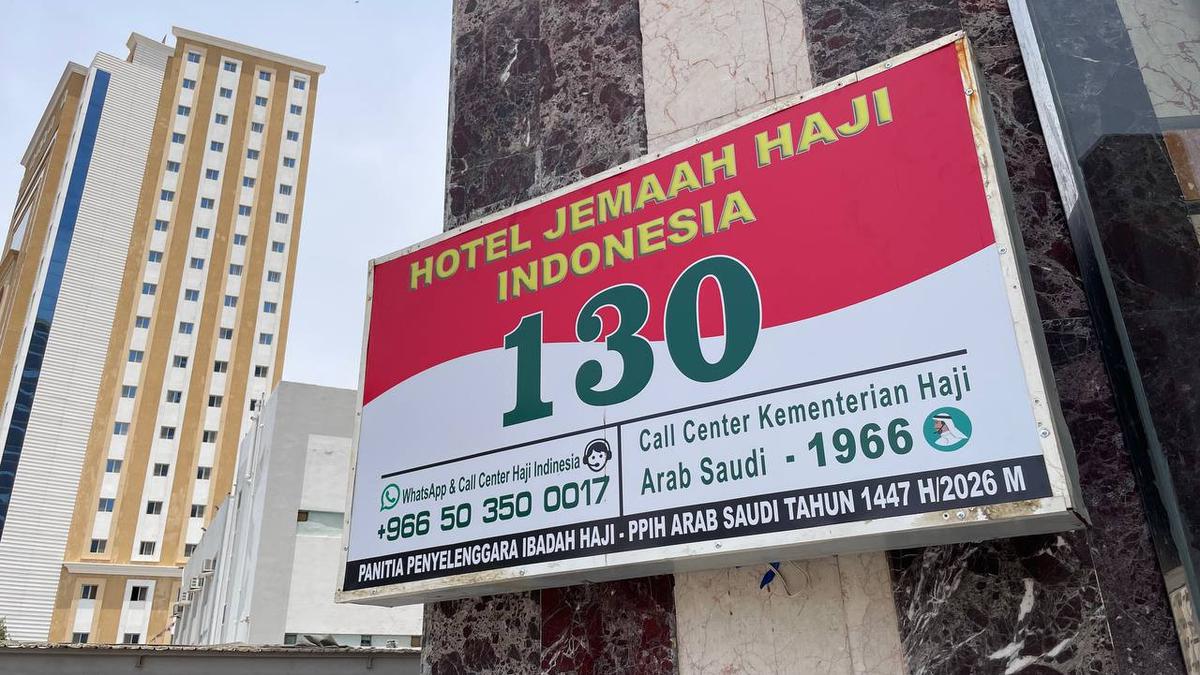 HOTEL JEMAAH HAJI
INDONESIA
130
WhatsApp & Call Center Haji Indinesia
+966 50 350 0017
Call Center Kementerian Haji
Arab Saudi - 1966
PANITIA PENYELENGGARA IBADAH HAJI - PPIH ARAB SAUDI TAHUN 1447 H/2026 M